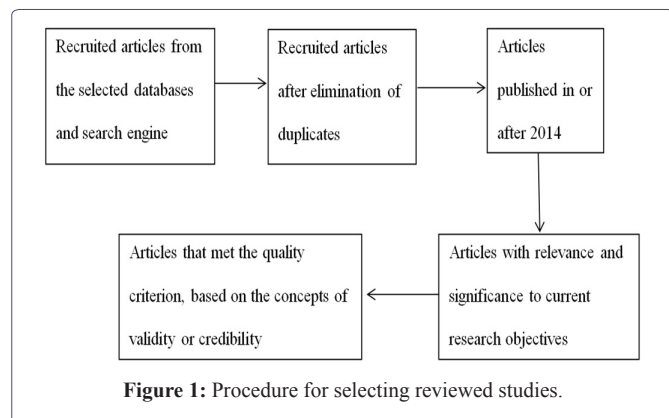 Recruited articles from
the selected databases
and search engine
Recruited articles
after elimination of
duplicates
Articles
published in or
after 2014
Articles with relevance and
significance to current
research objectives
Articles that met the quality
criterion, based on the concepts of
validity or credibility
Figure 1: Procedure for selecting reviewed studies.